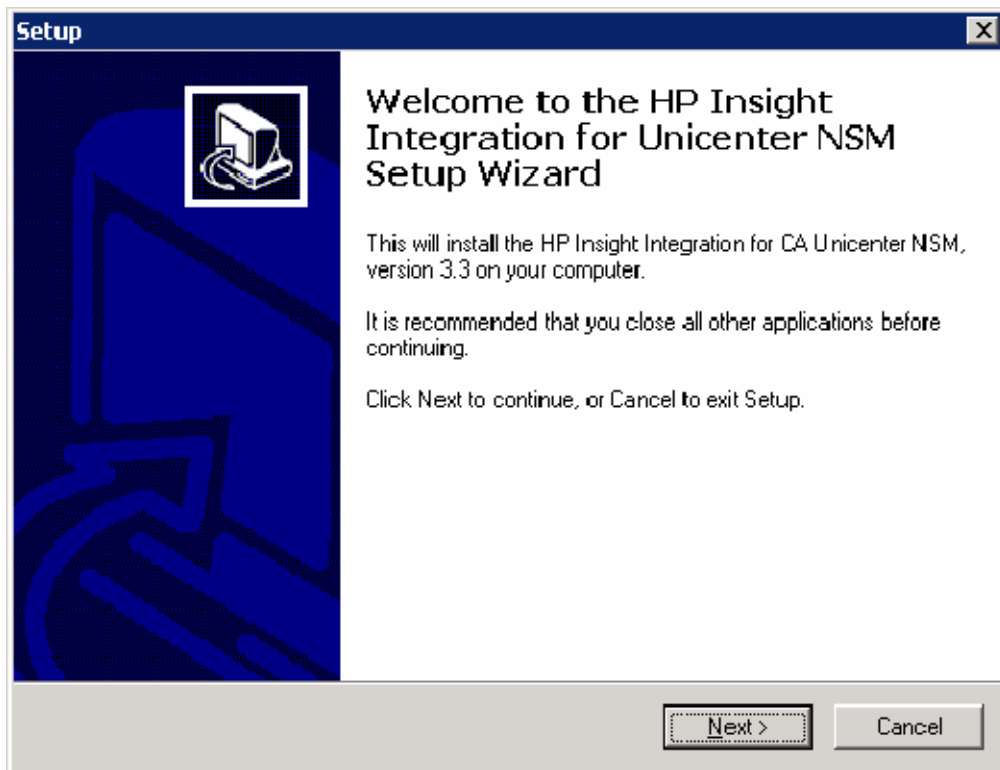 Setup
Welcome to the HP Insight
Integration for Unicenter NSM
Setup Wizard
This will install the HP Insight Integration for CA Unicenter NSM,
version 3.3 on your computer.
It is recommended that you close all other applications before
continuing.
Click Next to continue, or Cancel to exit Setup.
Next >
Cancel